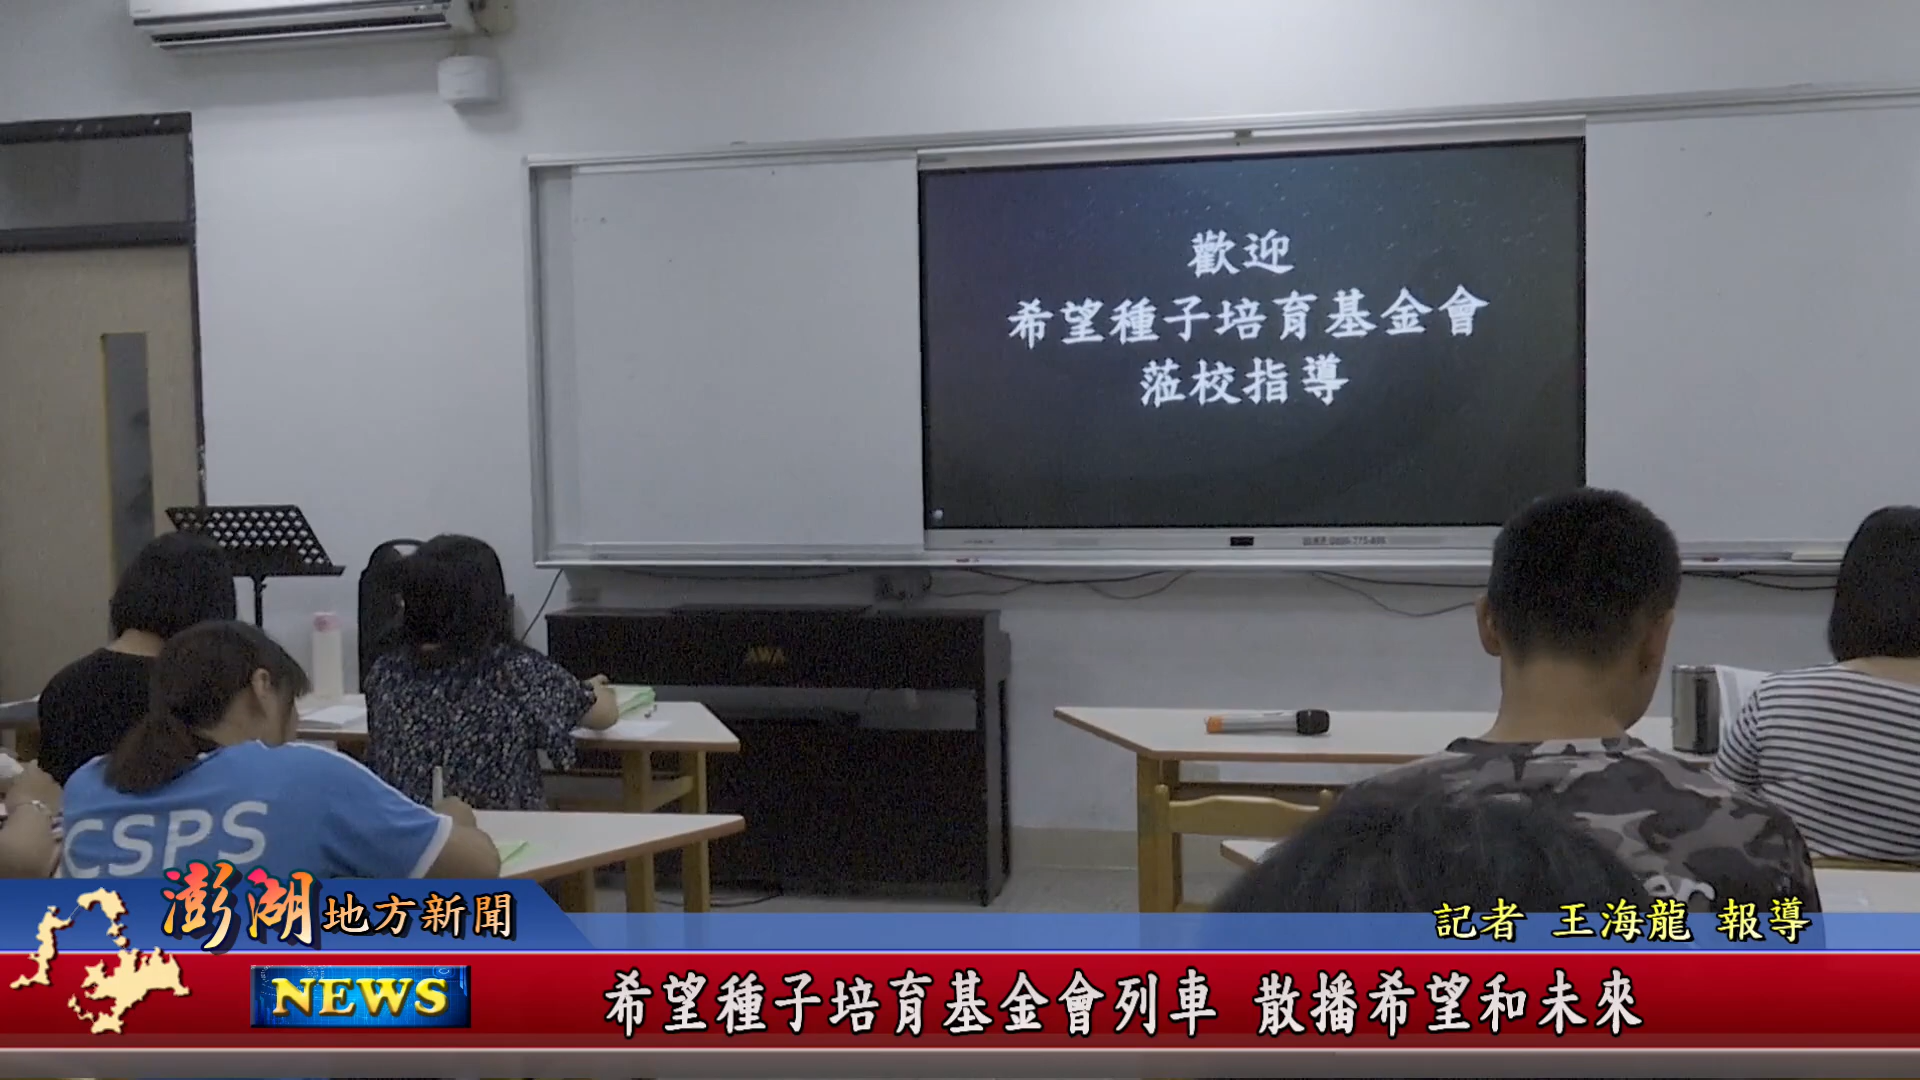 歡迎
希望種子培育基金會
蒞校指導
CSPS
澎湖地方新聞
記者 王海龍 報導
NEWS
希望種子培育基金會列車 散播希望和未來